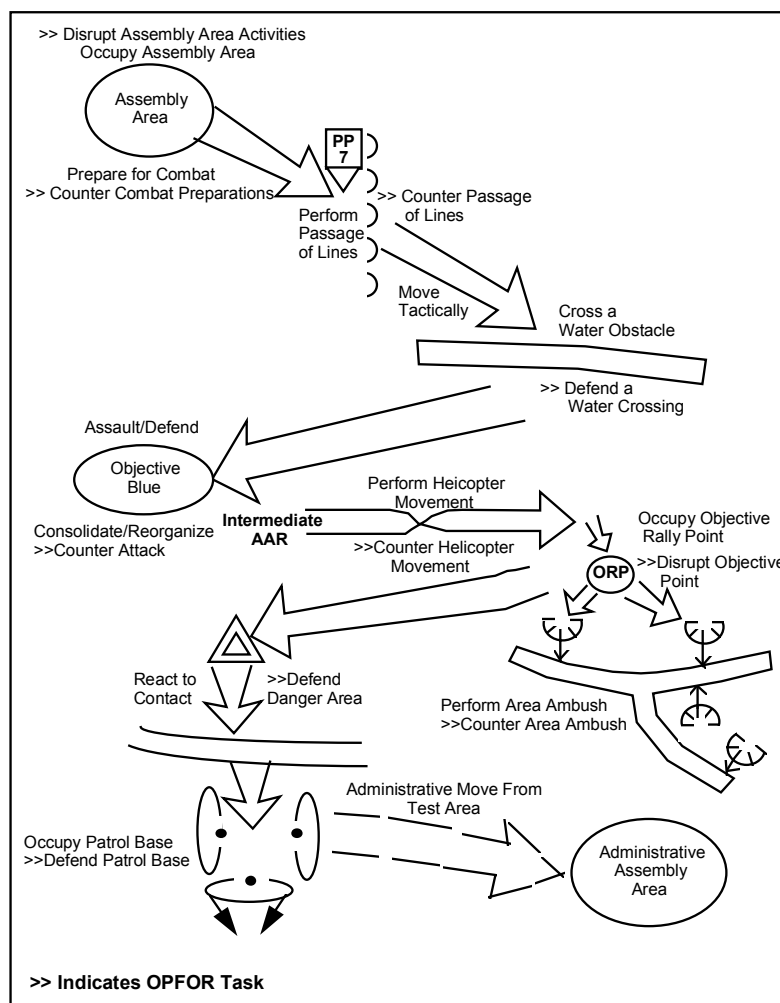 >> Disrupt Assembly Area Activities
Occupy Assembly Area
Assembly
Area
PP
7
Prepare for Combat
>> Counter Combat Preparations
>> Counter Passage
of Lines
Perform
Passage
of Lines
Move
Tactically
Cross a
Water Obstacle
>> Defend a
Water Crossing
Assault/Defend
Objective
Blue
Consolidate/Reorganize
>>Counter Attack
Intermediate
AAR
Perform Heicopter
Movement
>>Counter Helicopter
Movement
Occupy Objective
Rally Point
ORP
>>Disrupt Objective
Point
React to
Contact
>>Defend
Danger Area
Perform Area Ambush
>>Counter Area Ambush
Administrative Move From
Test Area
Occupy Patrol Base
>>Defend Patrol Base
Administrative
Assembly
Area
>> Indicates OPFOR Task